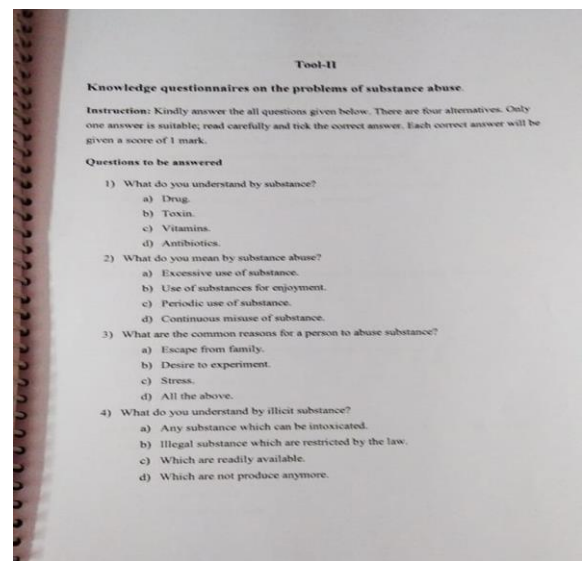 Tool-II
Knowledge questionnaires on the problems of substance abuse.
Instruction: Kindly answer the all questions given below. There are four alternatives. Only
one answer is suitable; read carefully and tick the correct answer. Each correct answer will be
given a score of 1 mark.
Questions to be answered
1) What do you understand by substance?
a) Drug.
b) Toxin.
c) Vitamins.
d) Antibiotics.
2) What do you mean by substance abuse?
a) Excessive use of substance.
b) Use of substances for enjoyment.
c) Periodic use of substance.
d) Continuous misuse of substance.
3) What are the common reasons for a person to abuse substance?
a) Escape from family.
b) Desire to experiment.
c) Stress.
d) All the above.
4) What do you understand by illicit substance?
a) Any substance which can be intoxicated.
b) Illegal substance which are restricted by the law.
c) Which are readily available.
d) Which are not produce anymore.